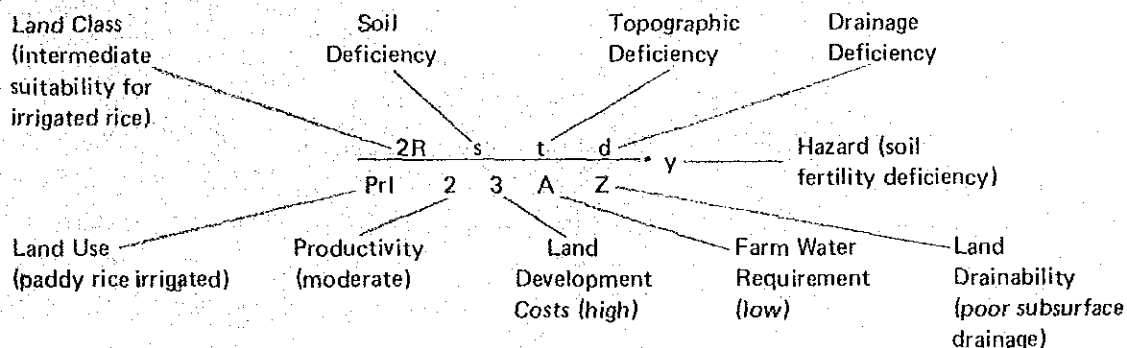 Land Class
(intermediate
suitability for
irrigated rice)
Soil
Deficiency
Topographic
Deficiency
Drainage
Deficiency
2R s t d
y
Hazard (soil
fertility deficiency)
PrI 2 3 A Z
Land Use
(paddy rice irrigated)
Productivity
(moderate)
Land
Development
Costs (high)
Farm Water
Requirement
(low)
Land
Drainability
(poor subsurface
drainage)